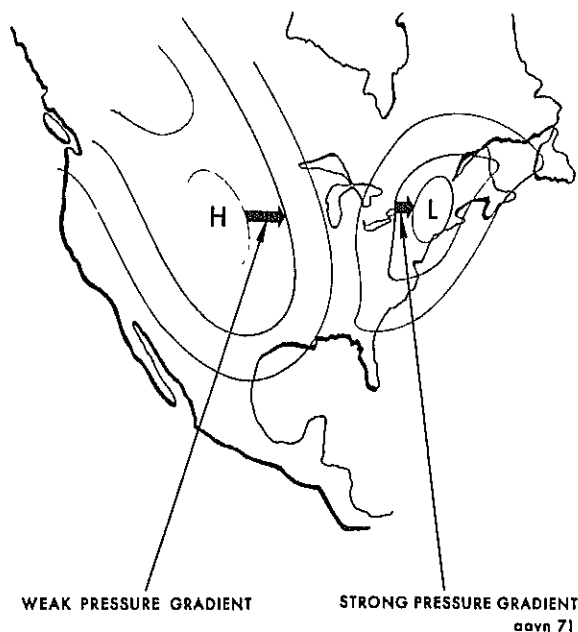 H
L
WEAK PRESSURE GRADIENT
STRONG PRESSURE GRADIENT
aavn 71